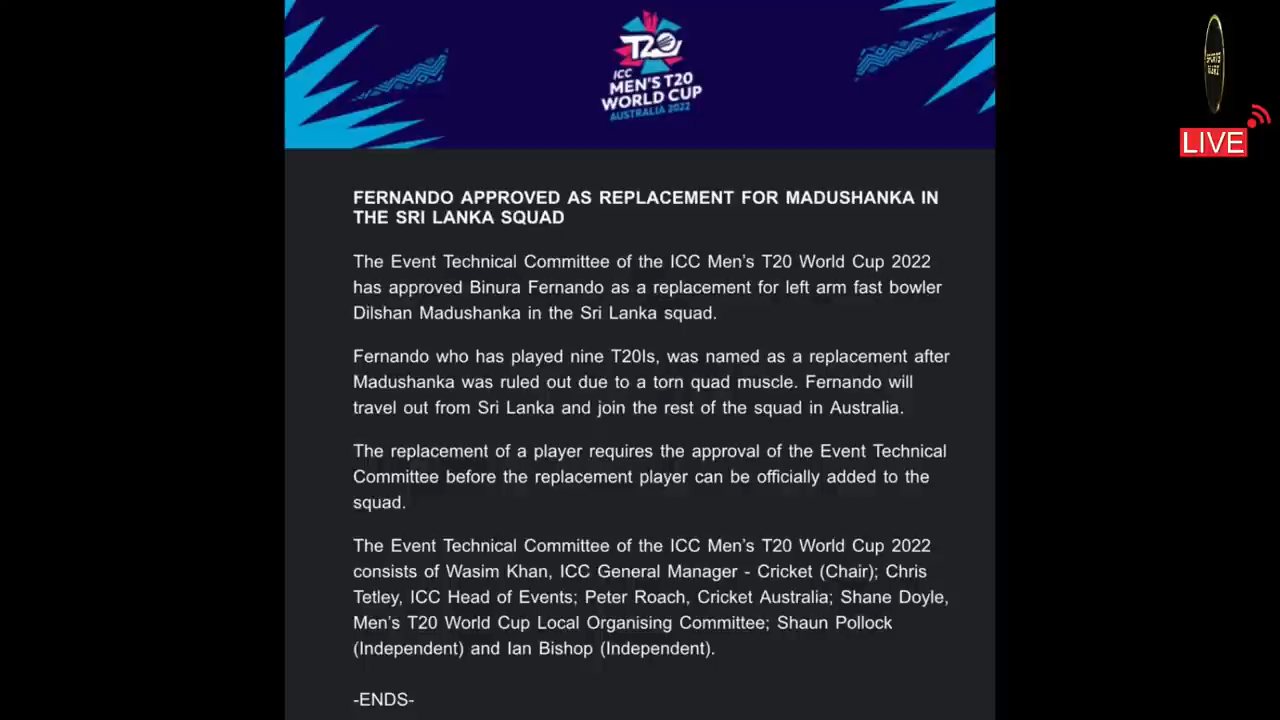 T20
ICC
MEN'S T20
WORLD CUP
AUSTRALIA 2022
SPORTS
LIVE
FERNANDO APPROVED AS REPLACEMENT FOR MADUSHANKA IN
THE SRI LANKA SQUAD
The Event Technical Committee of the ICC Men’s T20 World Cup 2022
has approved Binura Fernando as a replacement for left arm fast bowler
Dilshan Madushanka in the Sri Lanka squad.
Fernando who has played nine T20Is, was named as a replacement after
Madushanka was ruled out due to a torn quad muscle. Fernando will
travel out from Sri Lanka and join the rest of the squad in Australia.
The replacement of a player requires the approval of the Event Technical
Committee before the replacement player can be officially added to the
squad.
The Event Technical Committee of the ICC Men’s T20 World Cup 2022
consists of Wasim Khan, ICC General Manager - Cricket (Chair); Chris
Tetley, ICC Head of Events; Peter Roach, Cricket Australia; Shane Doyle,
Men’s T20 World Cup Local Organising Committee; Shaun Pollock
(Independent) and Ian Bishop (Independent).
-ENDS-